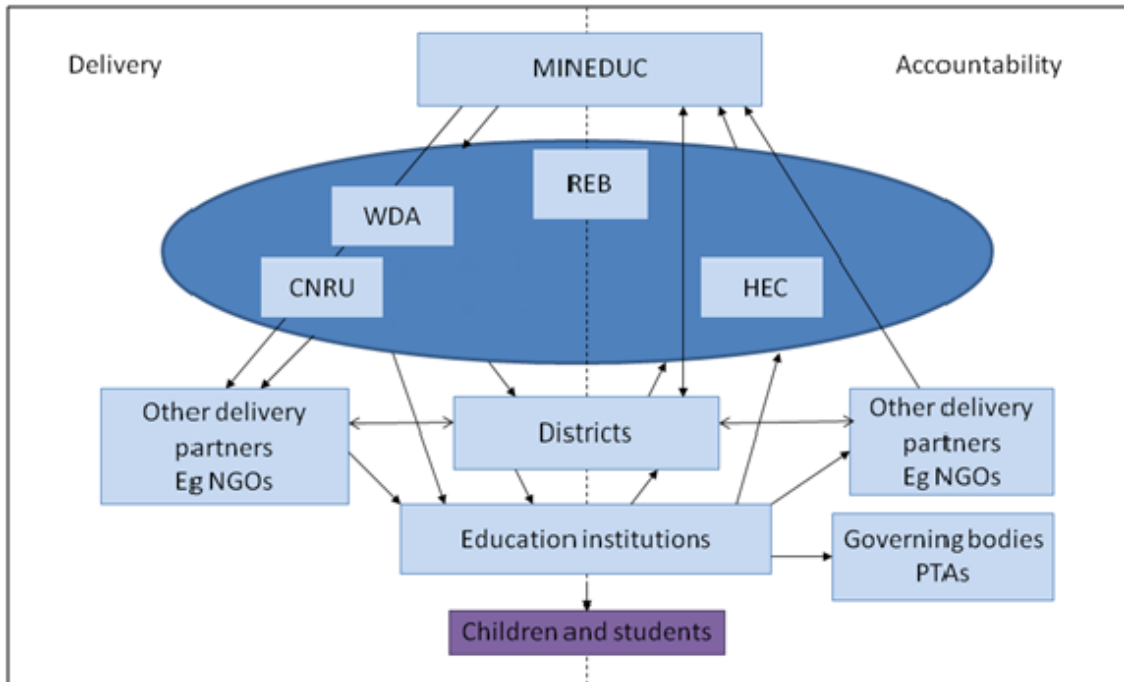 Delivery
MINEDUC
Accountability
REB
WDA
CNRU
HEC
Other delivery
partners
Eg NGOs
Districts
Other delivery
partners
Eg NGOs
Education institutions
Governing bodies
PTAs
Children and students